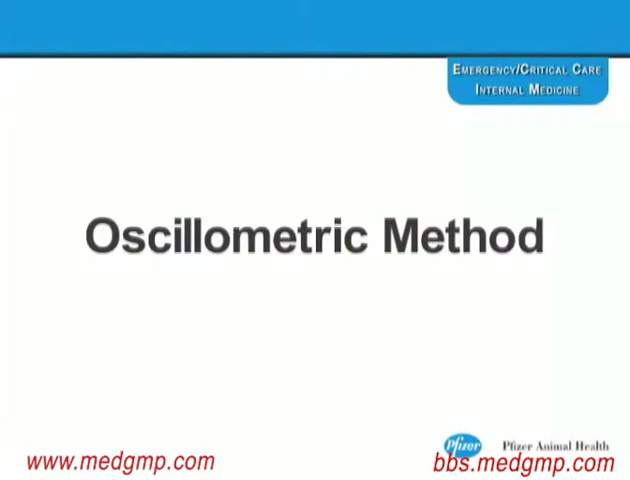 EMERGENCY/CRITICAL CARE
INTERNAL MEDICINE
Oscillometric Method
Pfizer Pfizer Animal Health
www.medgmp.com
bbs.medgmp.com